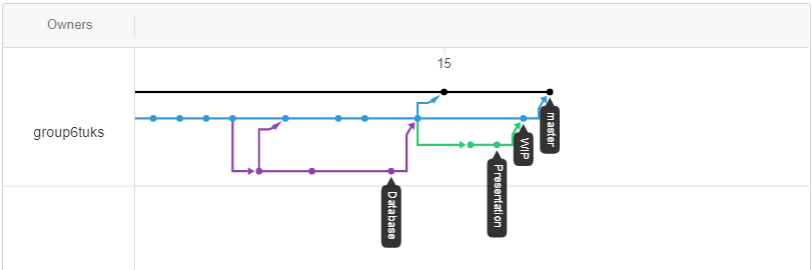 Owners
15
group6tuks
master
WIP
Presentation
Database